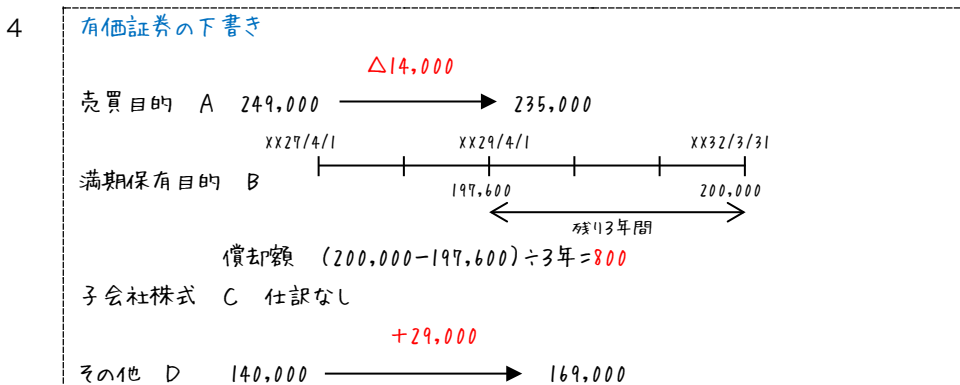 4
有価証券の下書き
△14,000
売買目的 A 249,000 235,000
XX27/4/1 XX29/4/1 XX32/3/31
満期保有目的 B
197,600 200,000
残り3年間
償却額 (200,000-197,600)÷3年=800
子会社株式 C 仕訳なし
+29,000
その他 D 140,000 169,000